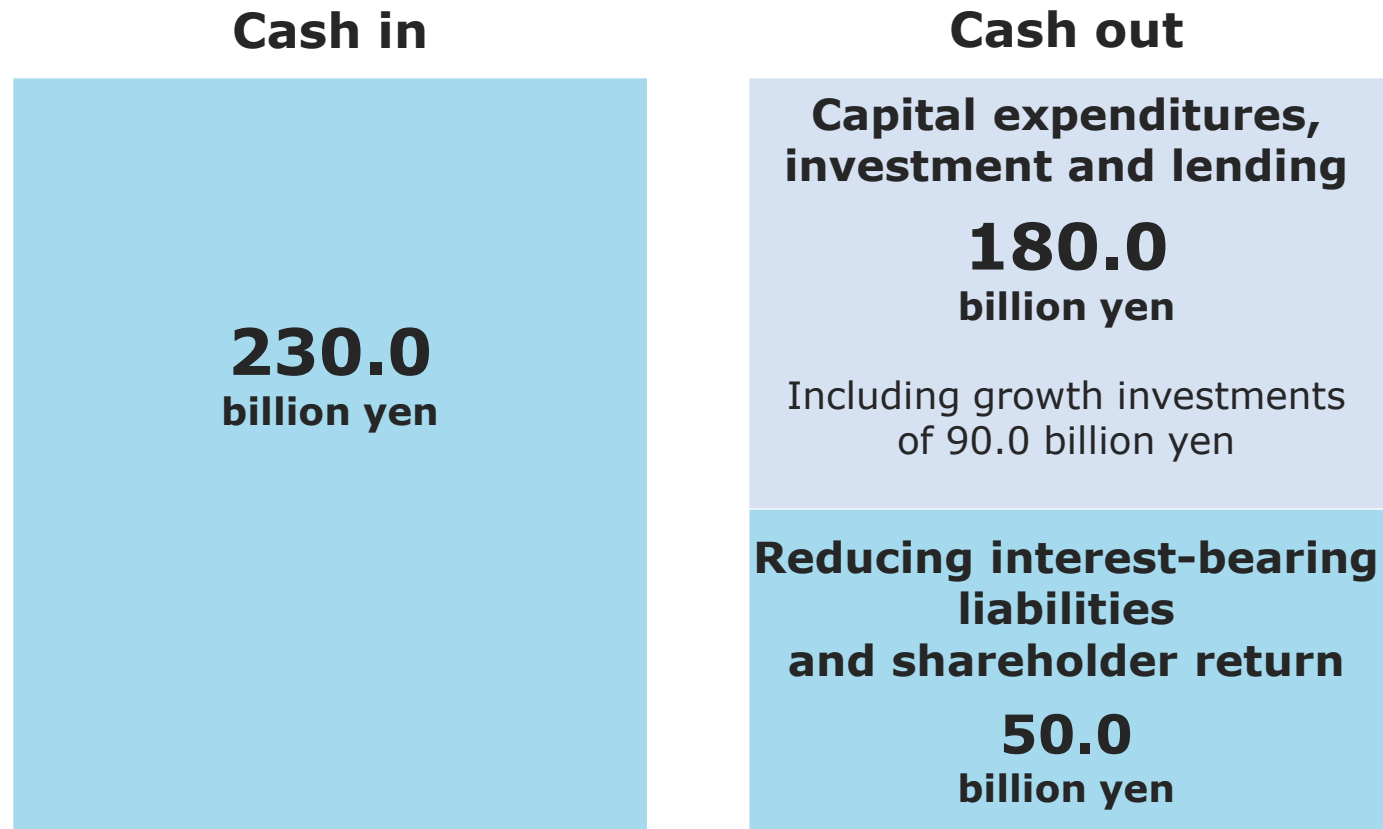 Cash in
230.0
billion yen
Cash out
Capital expenditures,
investment and lending
180.0
billion yen
Including growth investments
of 90.0 billion yen
Reducing interest-bearing
liabilities
and shareholder return
50.0
billion yen